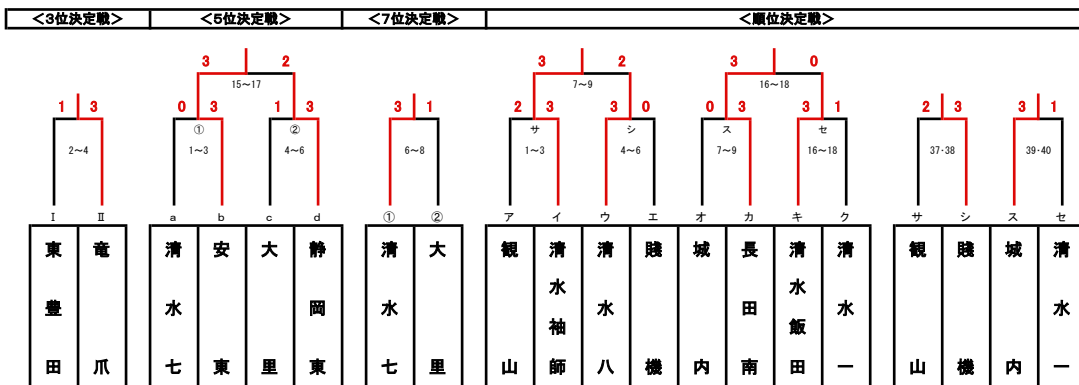 ＜3位決定戦＞ ＜5位決定戦＞ ＜7位決定戦＞ ＜順位決定戦＞
3 2 3 2 3 0
15～17 7～9 16～18
1 3 0 3 1 3 3 1 2 3 3 0 0 3 3 1 2 3 3 1
① ② サ シ ス セ
2～4 1～3 4～6 6～8 1～3 4～6 7～9 16～18 37・38 39・40
Ⅰ Ⅱ a b c d ① ② ア イ ウ エ オ カ キ ク サ シ ス セ
東豊田
竜爪
清水七
安東
大里
静岡東
清水七
大里
観山
清水袖師
清水八
賤機
城内
長田南
清水飯田
清水一
観山
賤機
城内
清水一